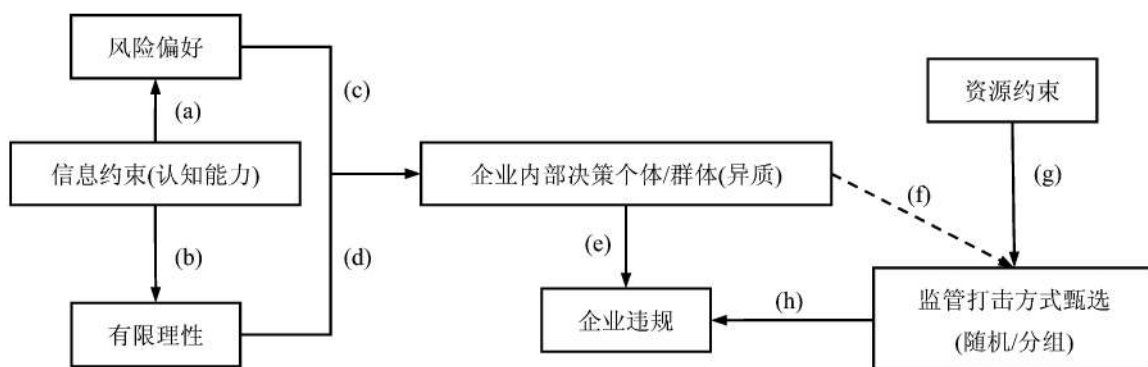 风险偏好
(a)
(c)
资源约束
信息约束(认知能力)
企业内部决策个体/群体(异质)
(f)
(g)
(b)
(d)
(e)
有限理性
企业违规
(h)
监管打击方式甄选
(随机/分组)